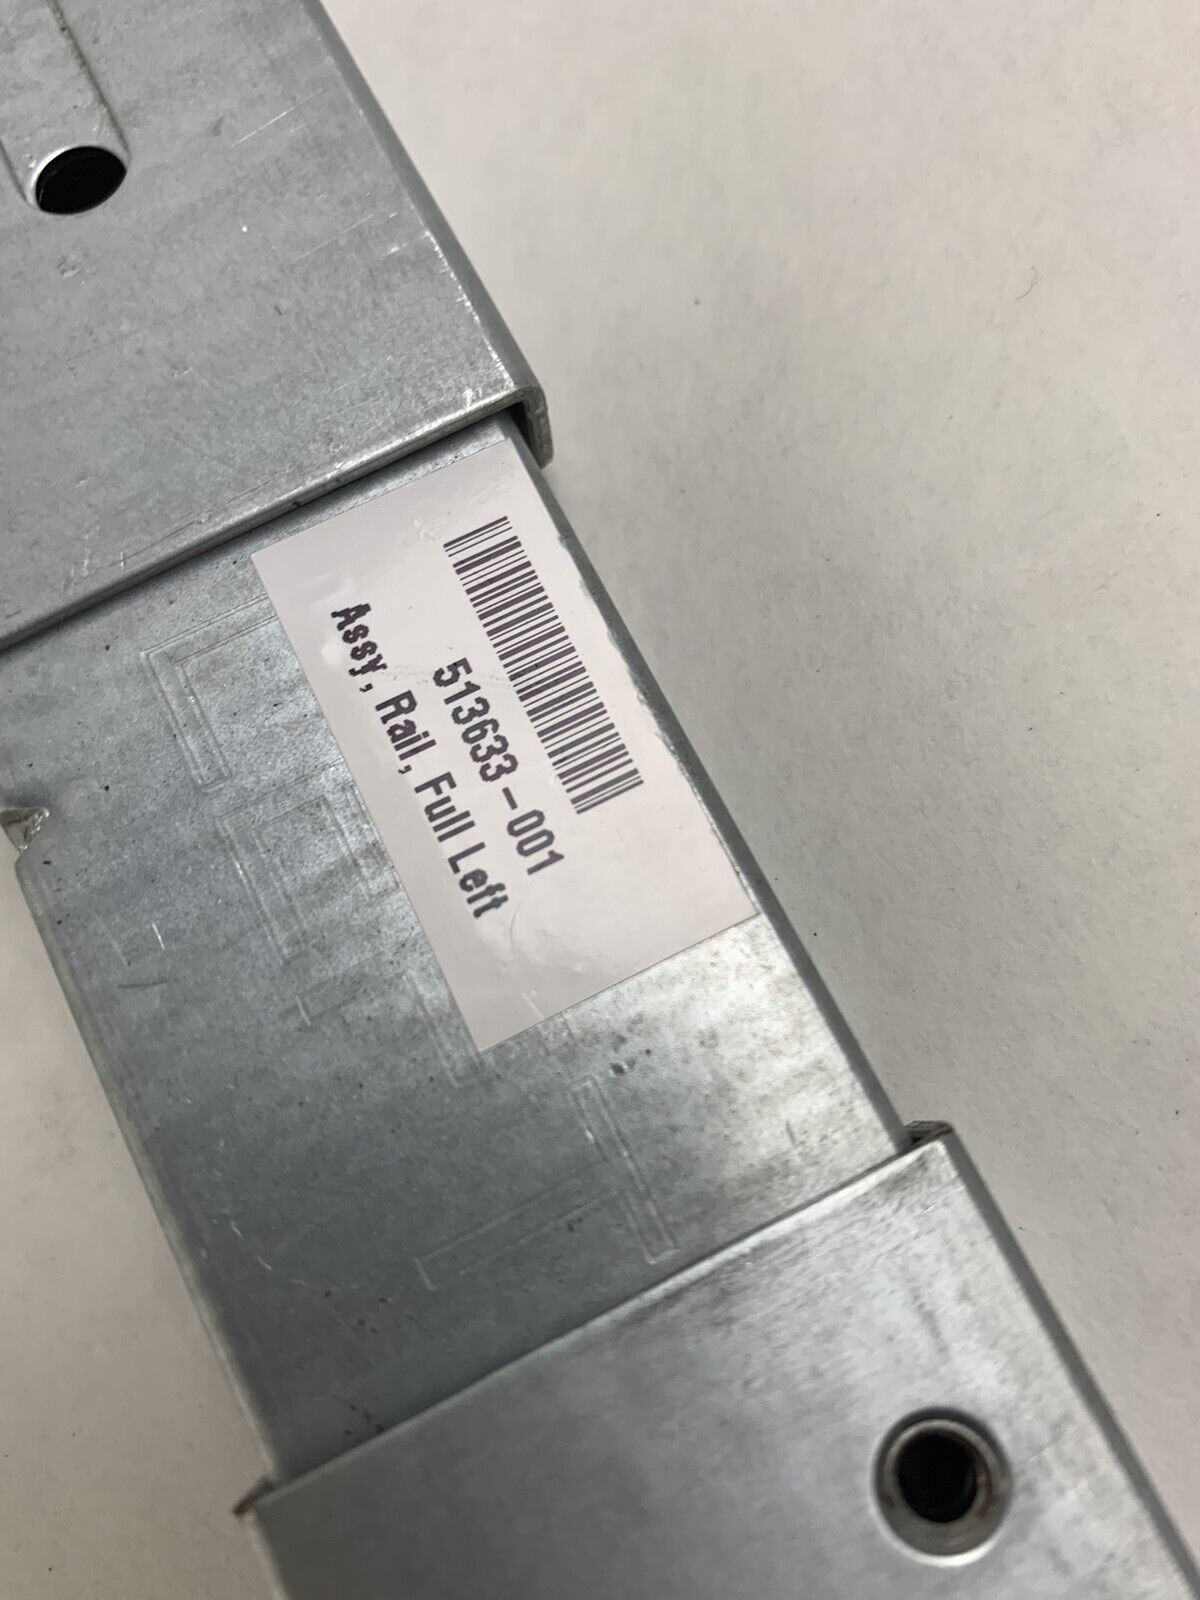 513633-001
Assy, Rail, Full Left